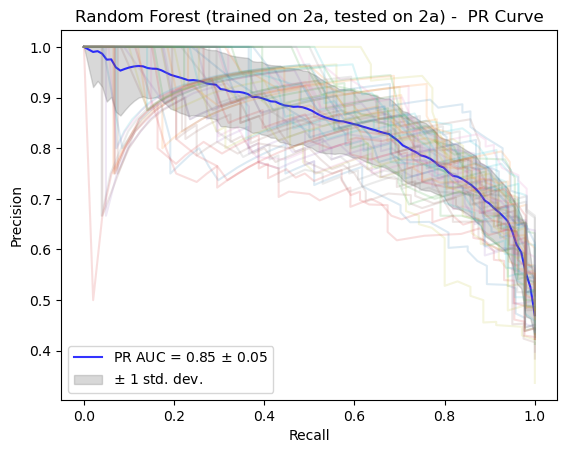 Random Forest (trained on 2a, tested on 2a) -  PR Curve
1.0
0.9
0.8
0.7
0.6
0.5
0.4
Precision
PR AUC = 0.85 ± 0.05
± 1 std. dev.
0.0 0.2 0.4 0.6 0.8 1.0
Recall